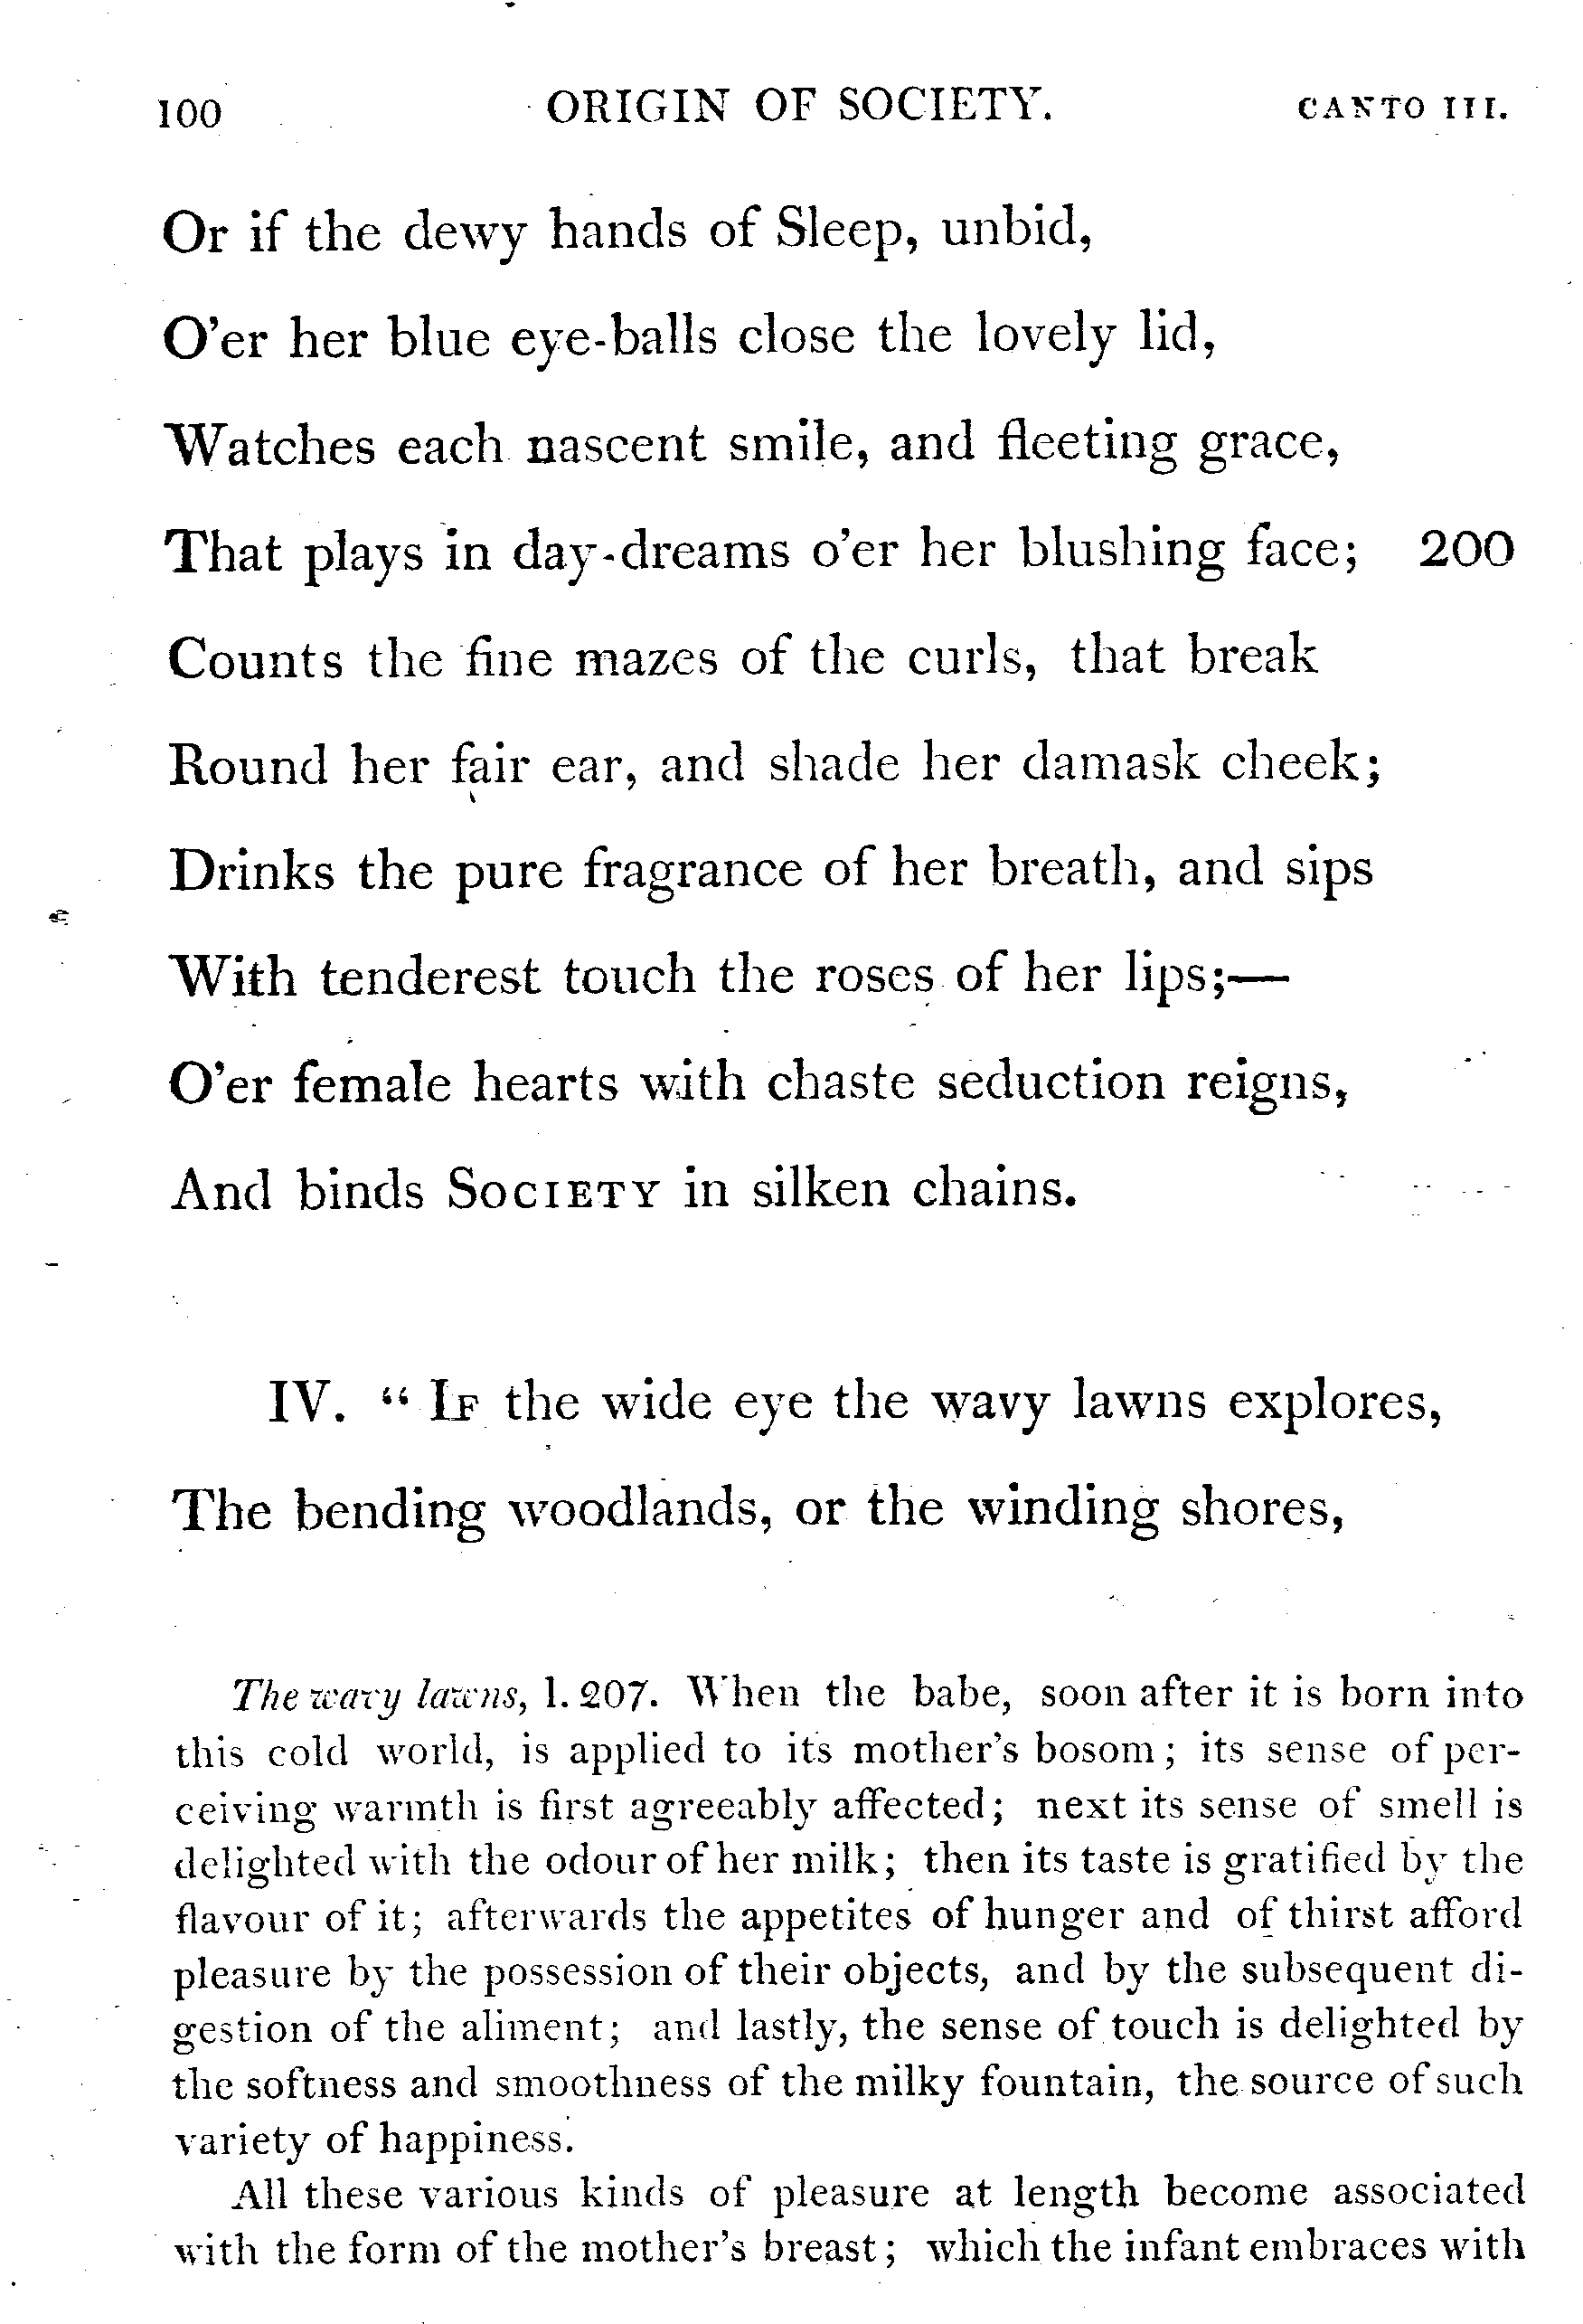 100 ORIGIN OF SOCIETY. CANTO III.
Or if the dewy hands of Sleep, unbid,
O'er her blue eye-balls close the lovely lid,
Watches each nascent smile, and fleeting grace,
That plays in day-dreams o'er her blushing face; 200
Counts the fine mazes of the curls, that break
Round her fair ear, and shade her damask cheek;
Drinks the pure fragrance of her breath, and sips
With tenderest touch the roses of her lips;—
O'er female hearts with chaste seduction reigns,
And binds SOCIETY in silken chains.
IV. "IF the wide eye the wavy lawns explores,
The bending woodlands, or the winding shores,
The wavy lawns, l. 207. When the babe, soon after it is born into
this cold world, is applied to its mother's bosom; its sense of per-
ceiving warmth is first agreeably affected; next its sense of smell is
delighted with the odour of her milk; then its taste is gratified by the
flavour of it; afterwards the appetites of hunger and of thirst afford
pleasure by the possession of their objects, and by the subsequent di-
gestion of the aliment; and lastly, the sense of touch is delighted by
the softness and smoothness of the milky fountain, the source of such
variety of happiness.
All these various kinds of pleasure at length become associated
with the form of the mother's breast; which the infant embraces with